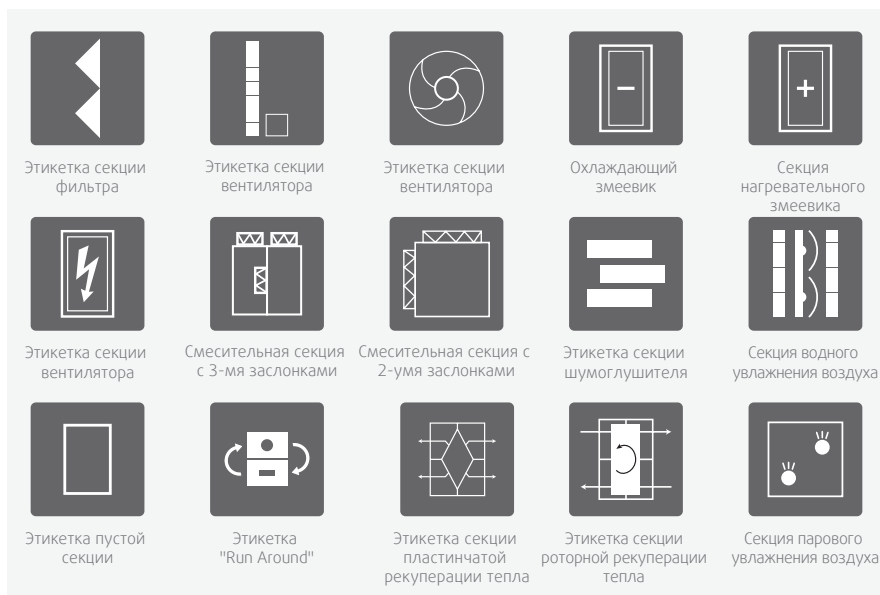 Этикетка секции
фильтра
Этикетка секции
вентилятора
Этикетка секции
вентилятора
Охлаждающий
змеевик
Секция
нагревательного
змеевика
Этикетка секции
вентилятора
Смесительная секция
с 3-мя заслонками
Смесительная секция с
2-умя заслонками
Этикетка секции
шумоглушителя
Секция водного
увлажнения воздуха
Этикетка пустой
секции
Этикетка
"Run Around"
Этикетка секции
пластинчатой
рекуперации тепла
Этикетка секции
роторной рекуперации
тепла
Секция парового
увлажнения воздуха